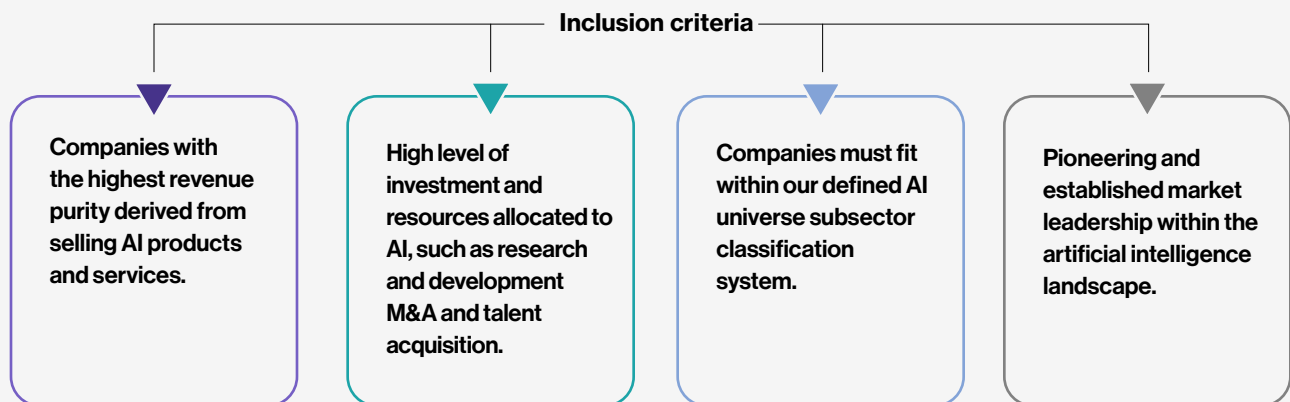 Inclusion criteria
Companies with
the highest revenue
purity derived from
selling AI products
and services.
High level of
investment and
resources allocated to
AI, such as research
and development
M&A and talent
acquisition.
Companies must fit
within our defined AI
universe subsector
classification
system.
Pioneering and
established market
leadership within the
artificial intelligence
landscape.